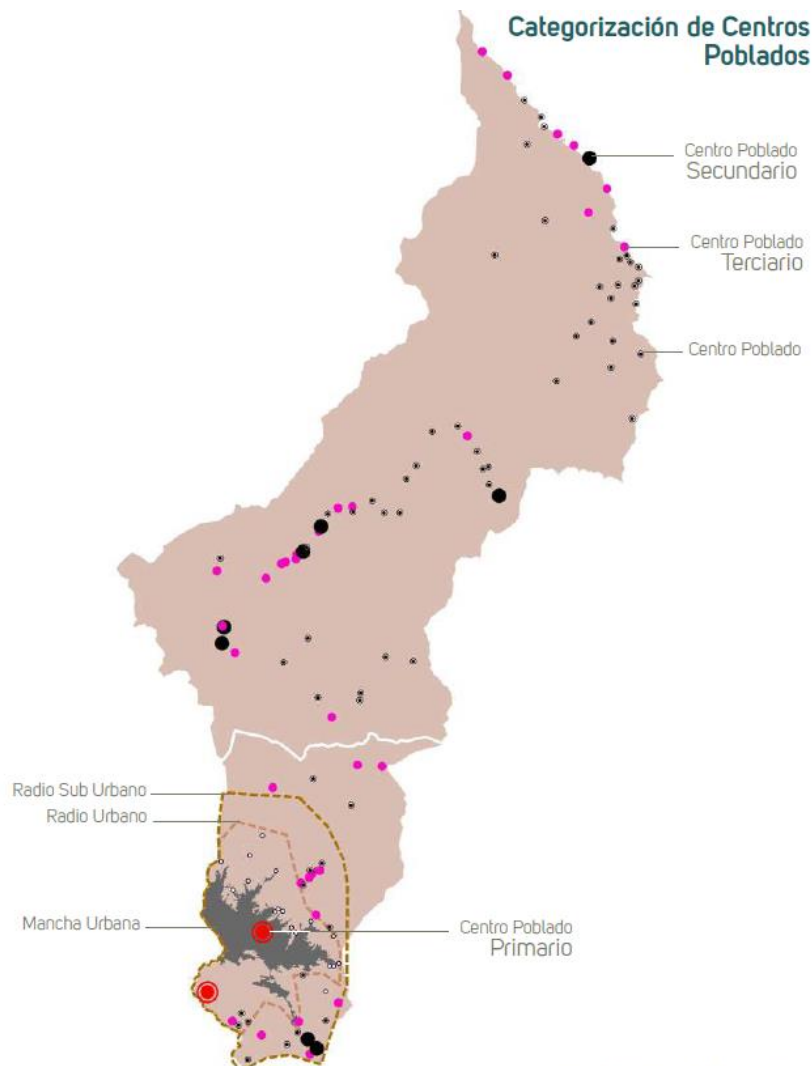 Categorización de Centros
Poblados
Centro Poblado
Secundario
Centro Poblado
Terciario
Centro Poblado
Radio Sub Urbano
Radio Urbano
Mancha Urbana
Centro Poblado
Primario